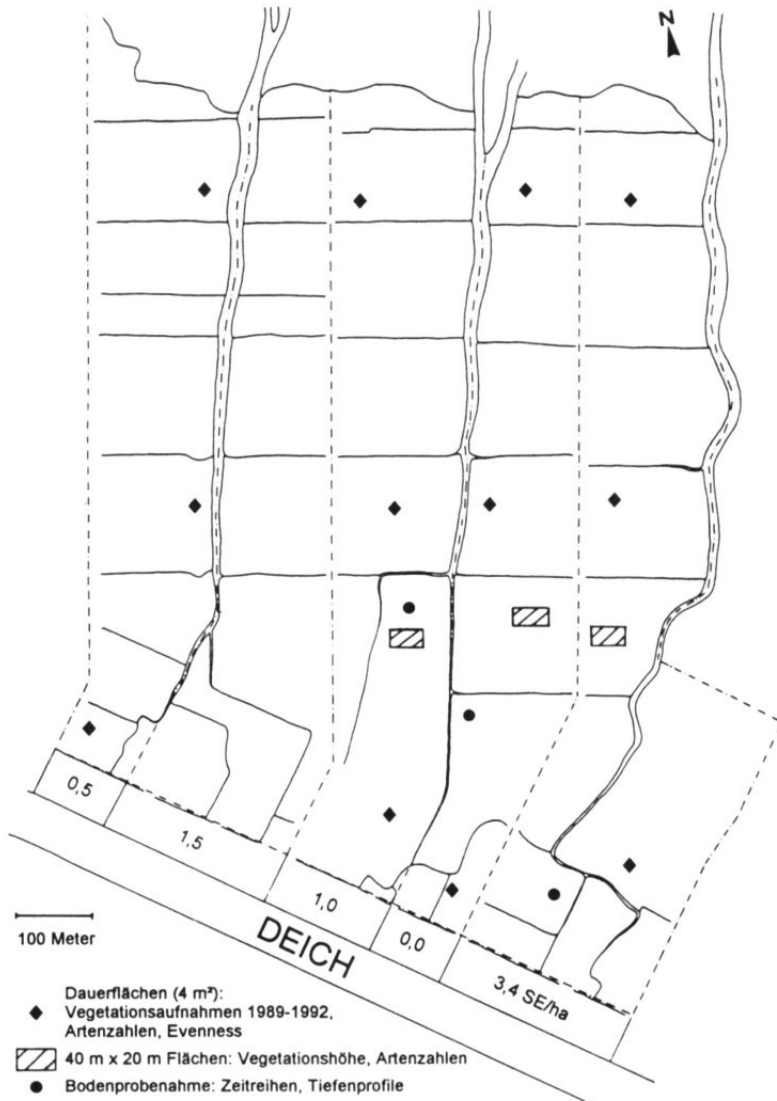 N
0,5
1,5
1,0
0,0
3,4 SE/ha
DEICH
100 Meter
Dauerflächen (4 m²):
Vegetationsaufnahmen 1989-1992,
Artenzahlen, Evenness
40 m x 20 m Flächen: Vegetationshöhe, Artenzahlen
Bodenprobenahme: Zeitreihen, Tiefenprofile